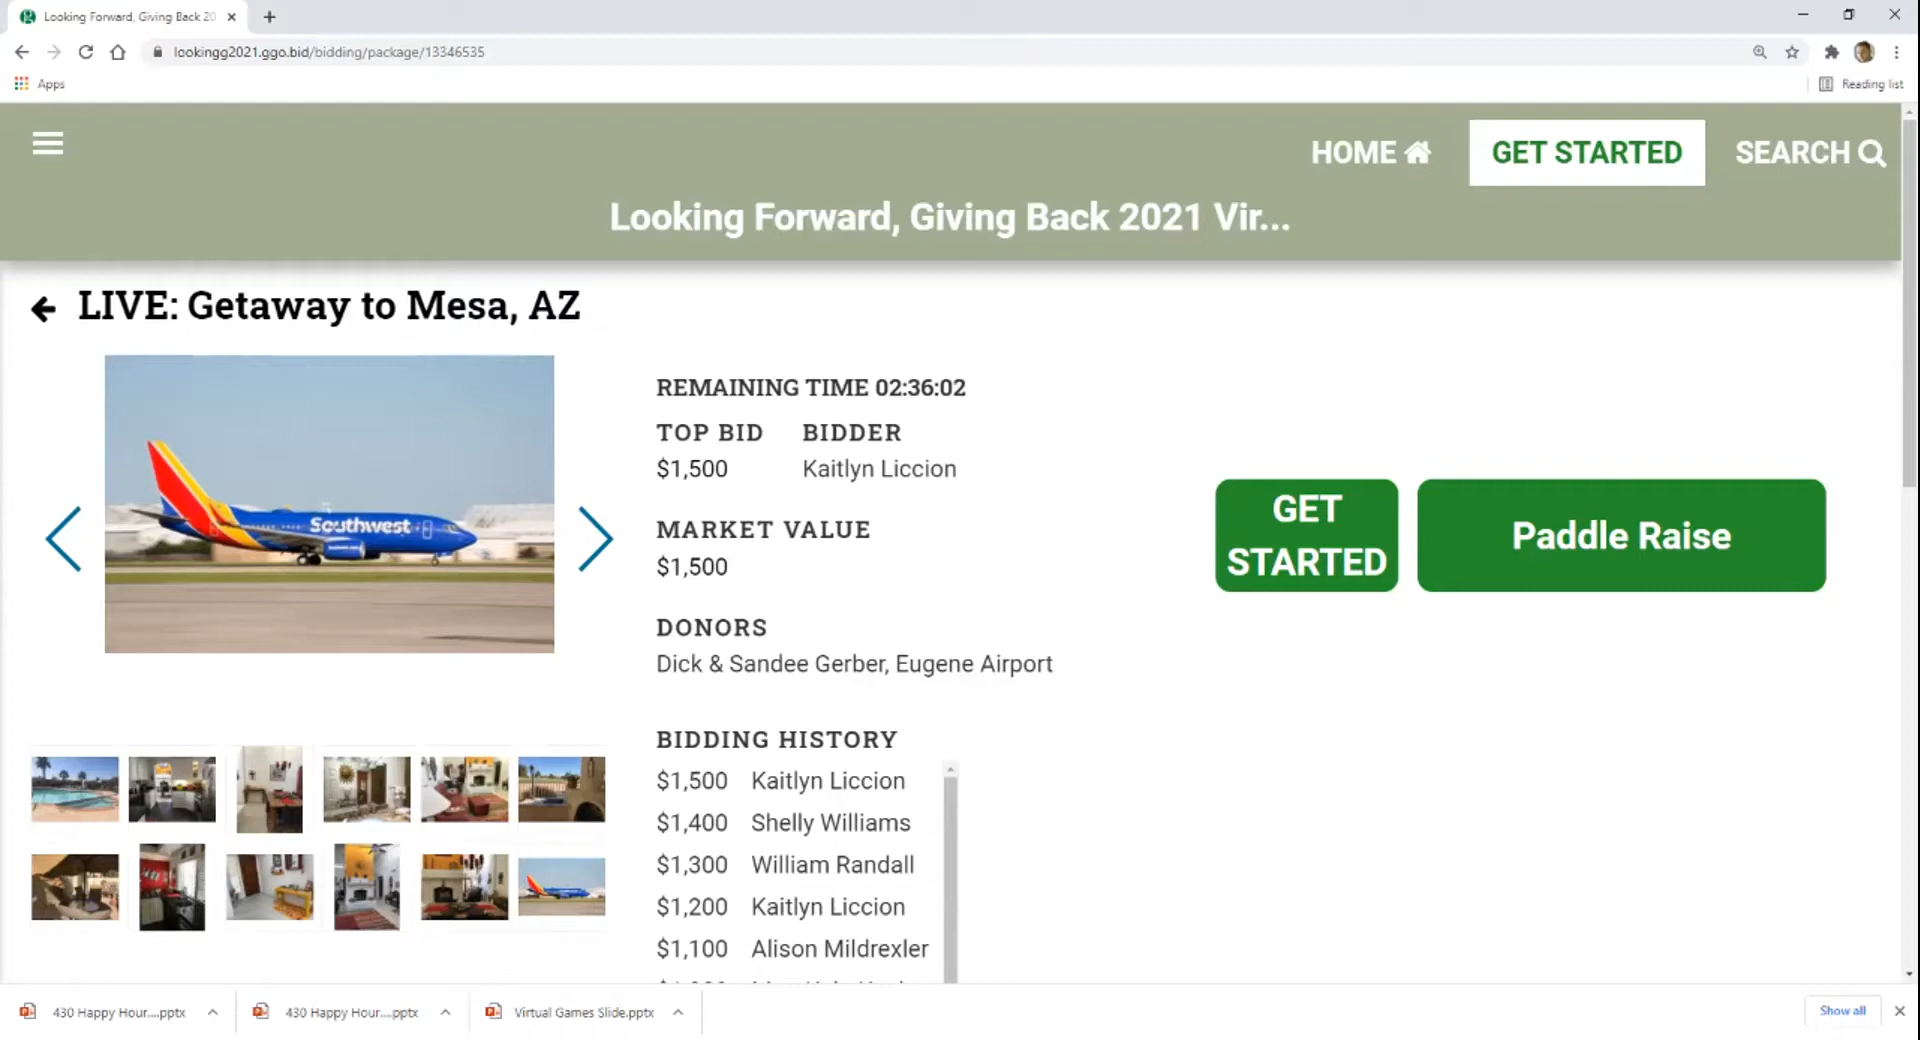 Looking Forward, Giving Back 20
lookingg2021.ggo.bid/bidding/package/13346535
Apps
Reading list
HOME
GET STARTED
SEARCH
Looking Forward, Giving Back 2021 Vir...
LIVE: Getaway to Mesa, AZ
Southwest
REMAINING TIME 02:36:02
TOP BID BIDDER
$1,500 Kaitlyn Liccion
MARKET VALUE
$1,500
DONORS
Dick & Sandee Gerber, Eugene Airport
GET
STARTED
Paddle Raise
BIDDING HISTORY
$1,500 Kaitlyn Liccion
$1,400 Shelly Williams
$1,300 William Randall
$1,200 Kaitlyn Liccion
$1,100 Alison Mildrexler
430 Happy Hour....pptx
430 Happy Hour....pptx
Virtual Games Slide.pptx
Show all